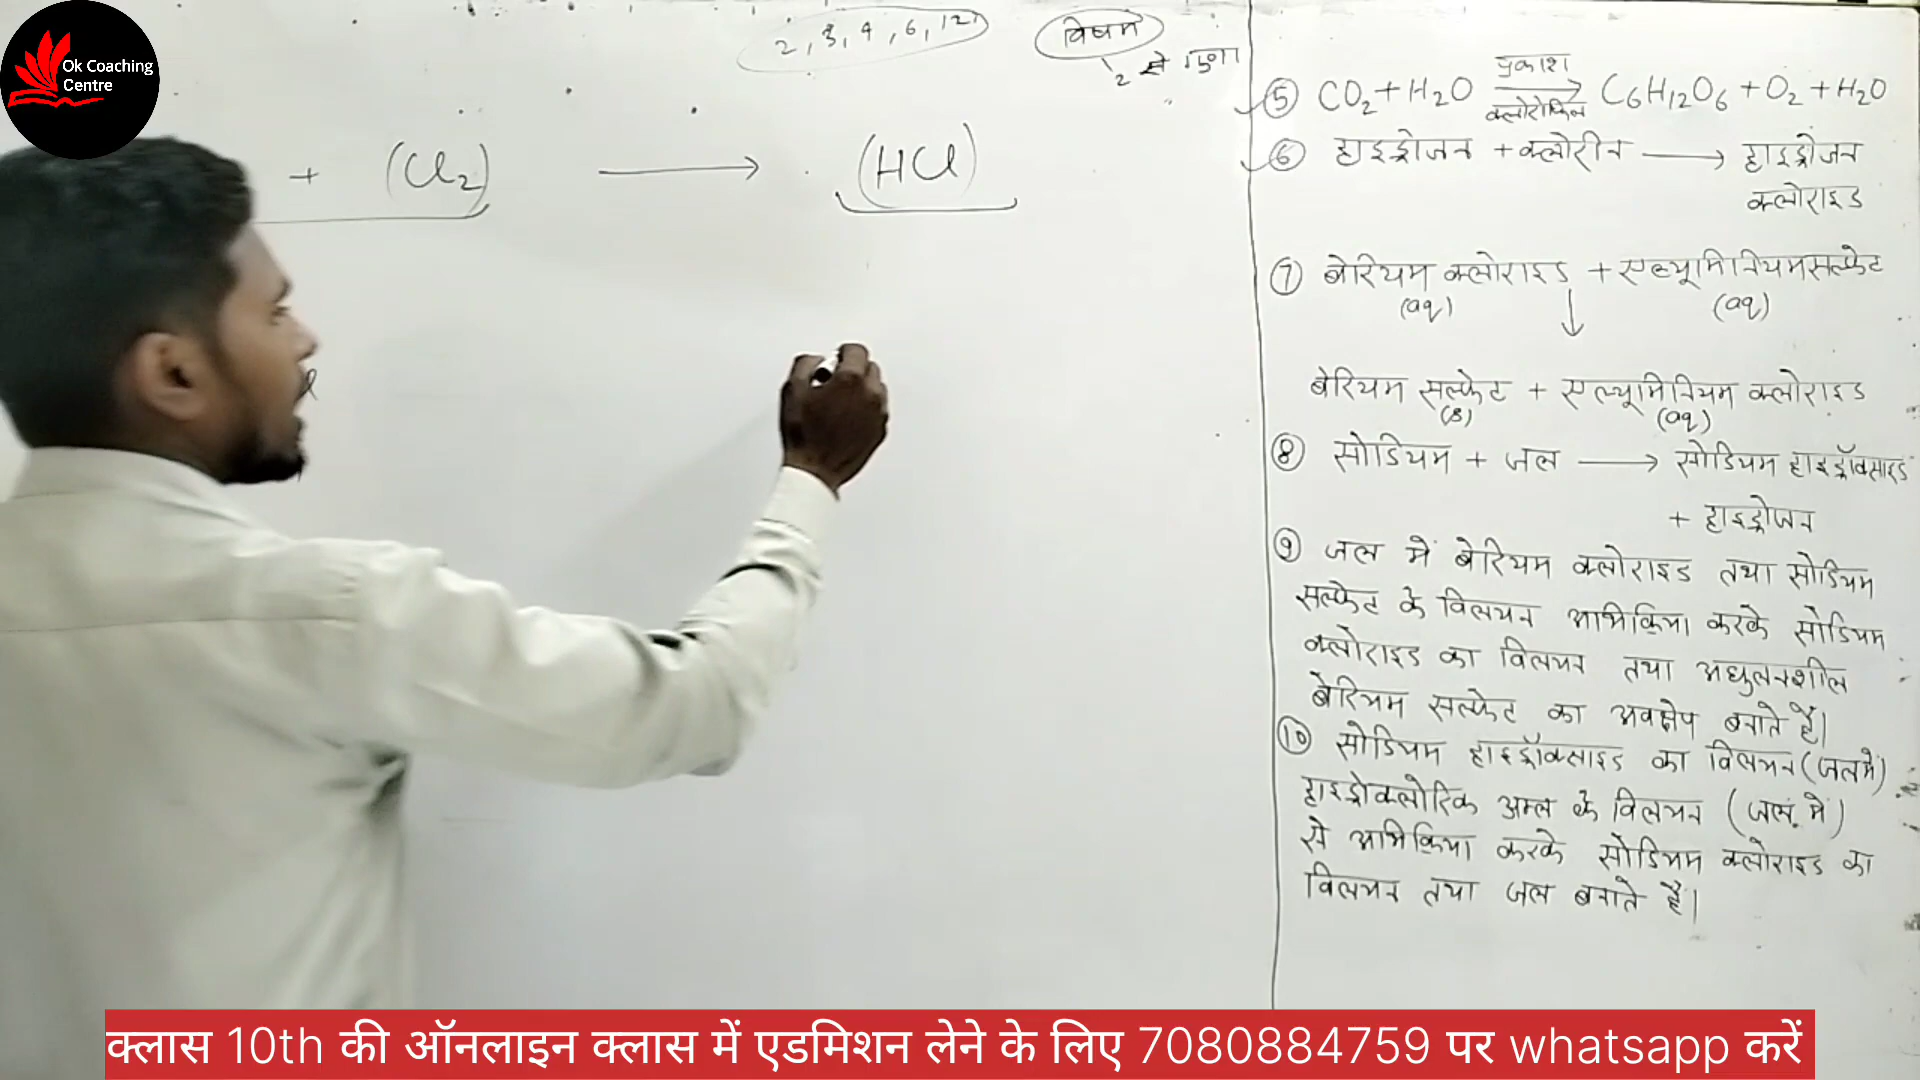 Ok Coaching
Centre
2, 3, 4, 6, 12,
विषम
2 से गुणा
+ (Cl₂) ⟶ (HCl)
⑤ CO₂ + H₂O प्रकाश ⟶ क्लोरोफिल C₆H₁₂O₆ + O₂ + H₂O
⑥ हाइड्रोजन + क्लोरीन ⟶ हाइड्रोजन
क्लोराइड
⑦ बेरियम क्लोराइड + एल्यूमिनियम सल्फेट
(aq) ↓ (aq)
बेरियम सल्फेट + एल्यूमिनियम क्लोराइड
(s) (aq)
⑧ सोडियम + जल ⟶ सोडियम हाइड्रॉक्साइड
+ हाइड्रोजन
⑨ जल में बेरियम क्लोराइड तथा सोडियम
सल्फेट के विलयन अभिक्रिया करके सोडियम
क्लोराइड का विलयन तथा अघुलनशील
बेरियम सल्फेट का अवक्षेप बनाते हैं।
⑩ सोडियम हाइड्रॉक्साइड का विलयन (जल में)
हाइड्रोक्लोरिक अम्ल के विलयन (जल में)
से अभिक्रिया करके सोडियम क्लोराइड का
विलयन तथा जल बनाते हैं।
क्लास 10th की ऑनलाइन क्लास में एडमिशन लेने के लिए 7080884759 पर whatsapp करें